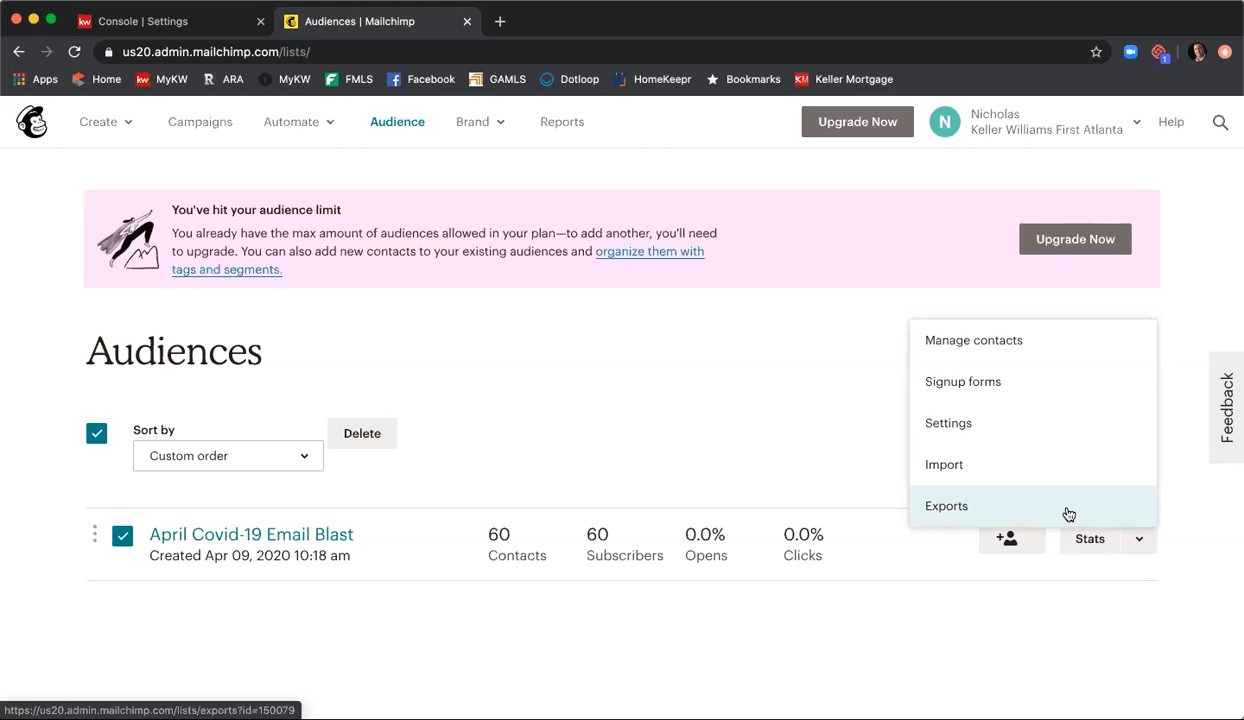 Console | Settings
Audiences | Mailchimp
us20.admin.mailchimp.com/lists/
1
Apps
Home
kw MyKW
R ARA
MyKW
FMLS
Facebook
GAMLS
Dotloop
HomeKeepr
Bookmarks
KM Keller Mortgage
Create
Campaigns
Automate
Audience
Brand
Reports
Upgrade Now
N
Nicholas
Keller Williams First Atlanta
Help
You've hit your audience limit
You already have the max amount of audiences allowed in your plan—to add another, you'll need
to upgrade. You can also add new contacts to your existing audiences and organize them with
tags and segments.
Upgrade Now
Audiences
Manage contacts
Signup forms
Settings
Import
Exports
Feedback
Sort by
Custom order
Delete
April Covid-19 Email Blast
Created Apr 09, 2020 10:18 am
60
Contacts
60
Subscribers
0.0%
Opens
0.0%
Clicks
Stats
https://us20.admin.mailchimp.com/lists/exports?id=150079